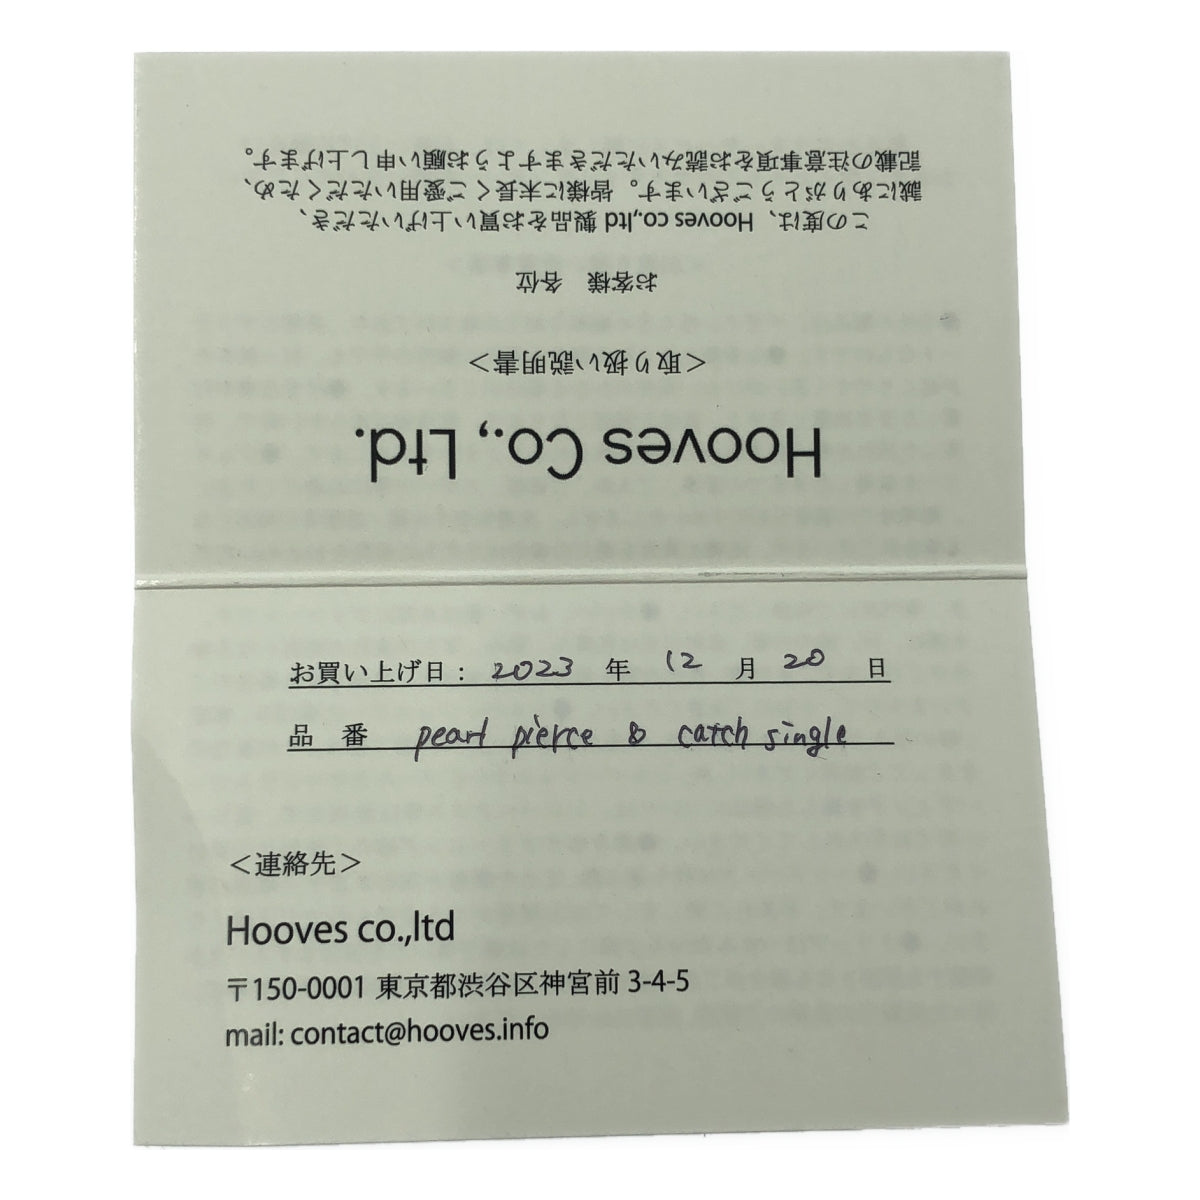 Hooves Co., Ltd.
＜取り扱い説明書＞
お客様　各位
この度は、Hooves co.,ltd 製品をお買い上げいただき、
誠にありがとうございます。皆様に末長くご愛用いただくため、
記載の注意事項をお読みいただきますようお願い申し上げます。
お買い上げ日： 2023 年 12 月 20 日
品　番 pearl pierce & catch single
＜連絡先＞
Hooves co.,ltd
〒150-0001 東京都渋谷区神宮前 3-4-5
mail: contact@hooves.info